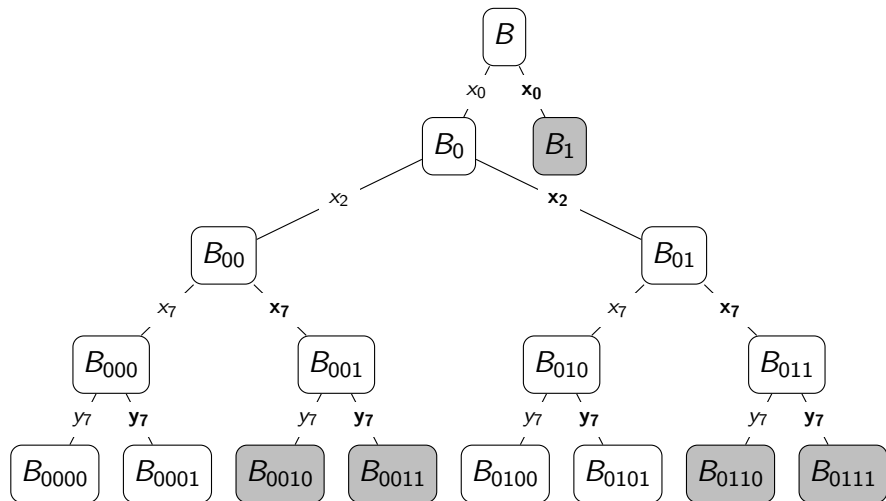 B
x₀ **x₀**
B₀ B₁
x₂ **x₂**
B₀₀ B₀₁
x₇ **x₇** x₇ **x₇**
B₀₀₀ B₀₀₁ B₀₁₀ B₀₁₁
y₇ **y₇** y₇ **y₇** y₇ **y₇** y₇ **y₇**
B₀₀₀₀ B₀₀₀₁ B₀₀₁₀ B₀₀₁₁ B₀₁₀₀ B₀₁₀₁ B₀₁₁₀ B₀₁₁₁